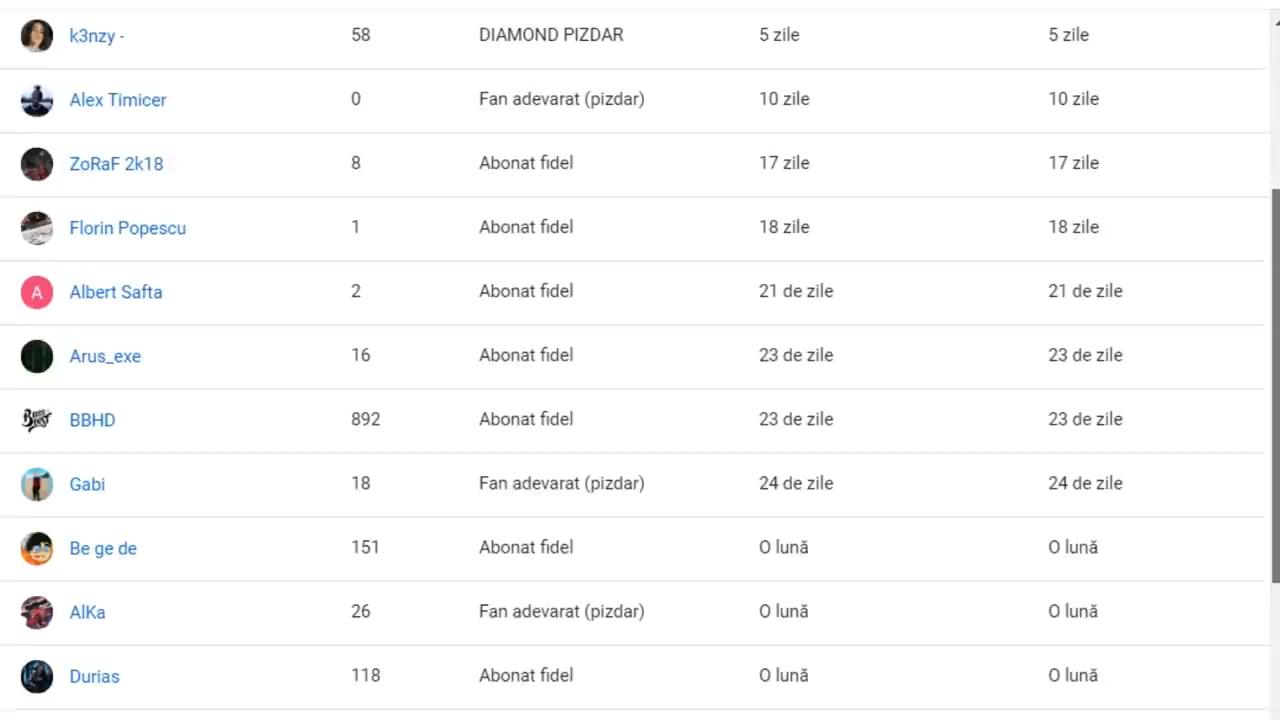 k3nzy - 58 DIAMOND PIZDAR 5 zile 5 zile
Alex Timicer 0 Fan adevarat (pizdar) 10 zile 10 zile
ZoRaF 2k18 8 Abonat fidel 17 zile 17 zile
Florin Popescu 1 Abonat fidel 18 zile 18 zile
A Albert Safta 2 Abonat fidel 21 de zile 21 de zile
Arus_exe 16 Abonat fidel 23 de zile 23 de zile
BBHD 892 Abonat fidel 23 de zile 23 de zile
Gabi 18 Fan adevarat (pizdar) 24 de zile 24 de zile
Be ge de 151 Abonat fidel O lună O lună
AlKa 26 Fan adevarat (pizdar) O lună O lună
Durias 118 Abonat fidel O lună O lună